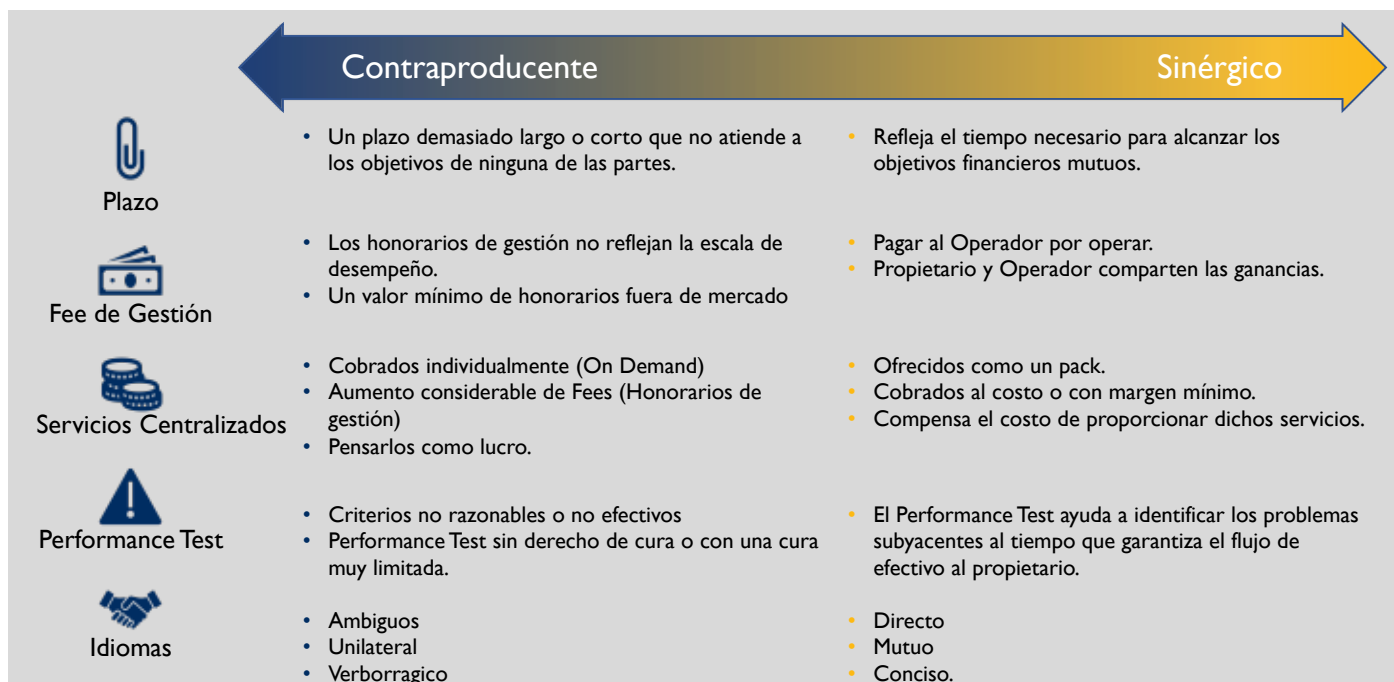 Contraproducente
Sinérgico
Plazo
• Un plazo demasiado largo o corto que no atiende a
los objetivos de ninguna de las partes.
• Refleja el tiempo necesario para alcanzar los
objetivos financieros mutuos.
Fee de Gestión
• Los honorarios de gestión no reflejan la escala de
desempeño.
• Un valor mínimo de honorarios fuera de mercado
• Pagar al Operador por operar.
• Propietario y Operador comparten las ganancias.
Servicios Centralizados
• Cobrados individualmente (On Demand)
• Aumento considerable de Fees (Honorarios de
gestión)
• Pensarlos como lucro.
• Ofrecidos como un pack.
• Cobrados al costo o con margen mínimo.
• Compensa el costo de proporcionar dichos servicios.
Performance Test
• Criterios no razonables o no efectivos
• Performance Test sin derecho de cura o con una cura
muy limitada.
• El Performance Test ayuda a identificar los problemas
subyacentes al tiempo que garantiza el flujo de
efectivo al propietario.
Idiomas
• Ambiguos
• Unilateral
• Verborragico
• Directo
• Mutuo
• Conciso.